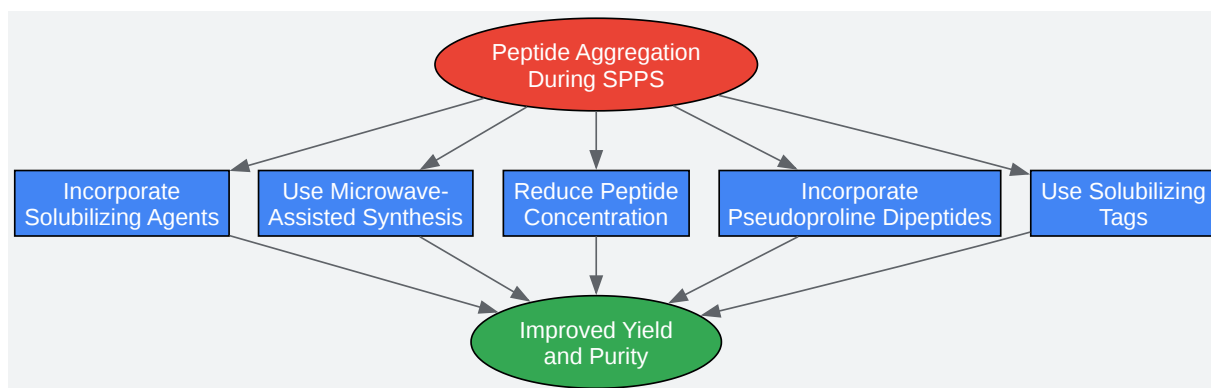 Peptide Aggregation
During SPPS
Incorporate
Solubilizing Agents
Use Microwave-
Assisted Synthesis
Reduce Peptide
Concentration
Incorporate
Pseudoproline Dipeptides
Use Solubilizing
Tags
Improved Yield
and Purity